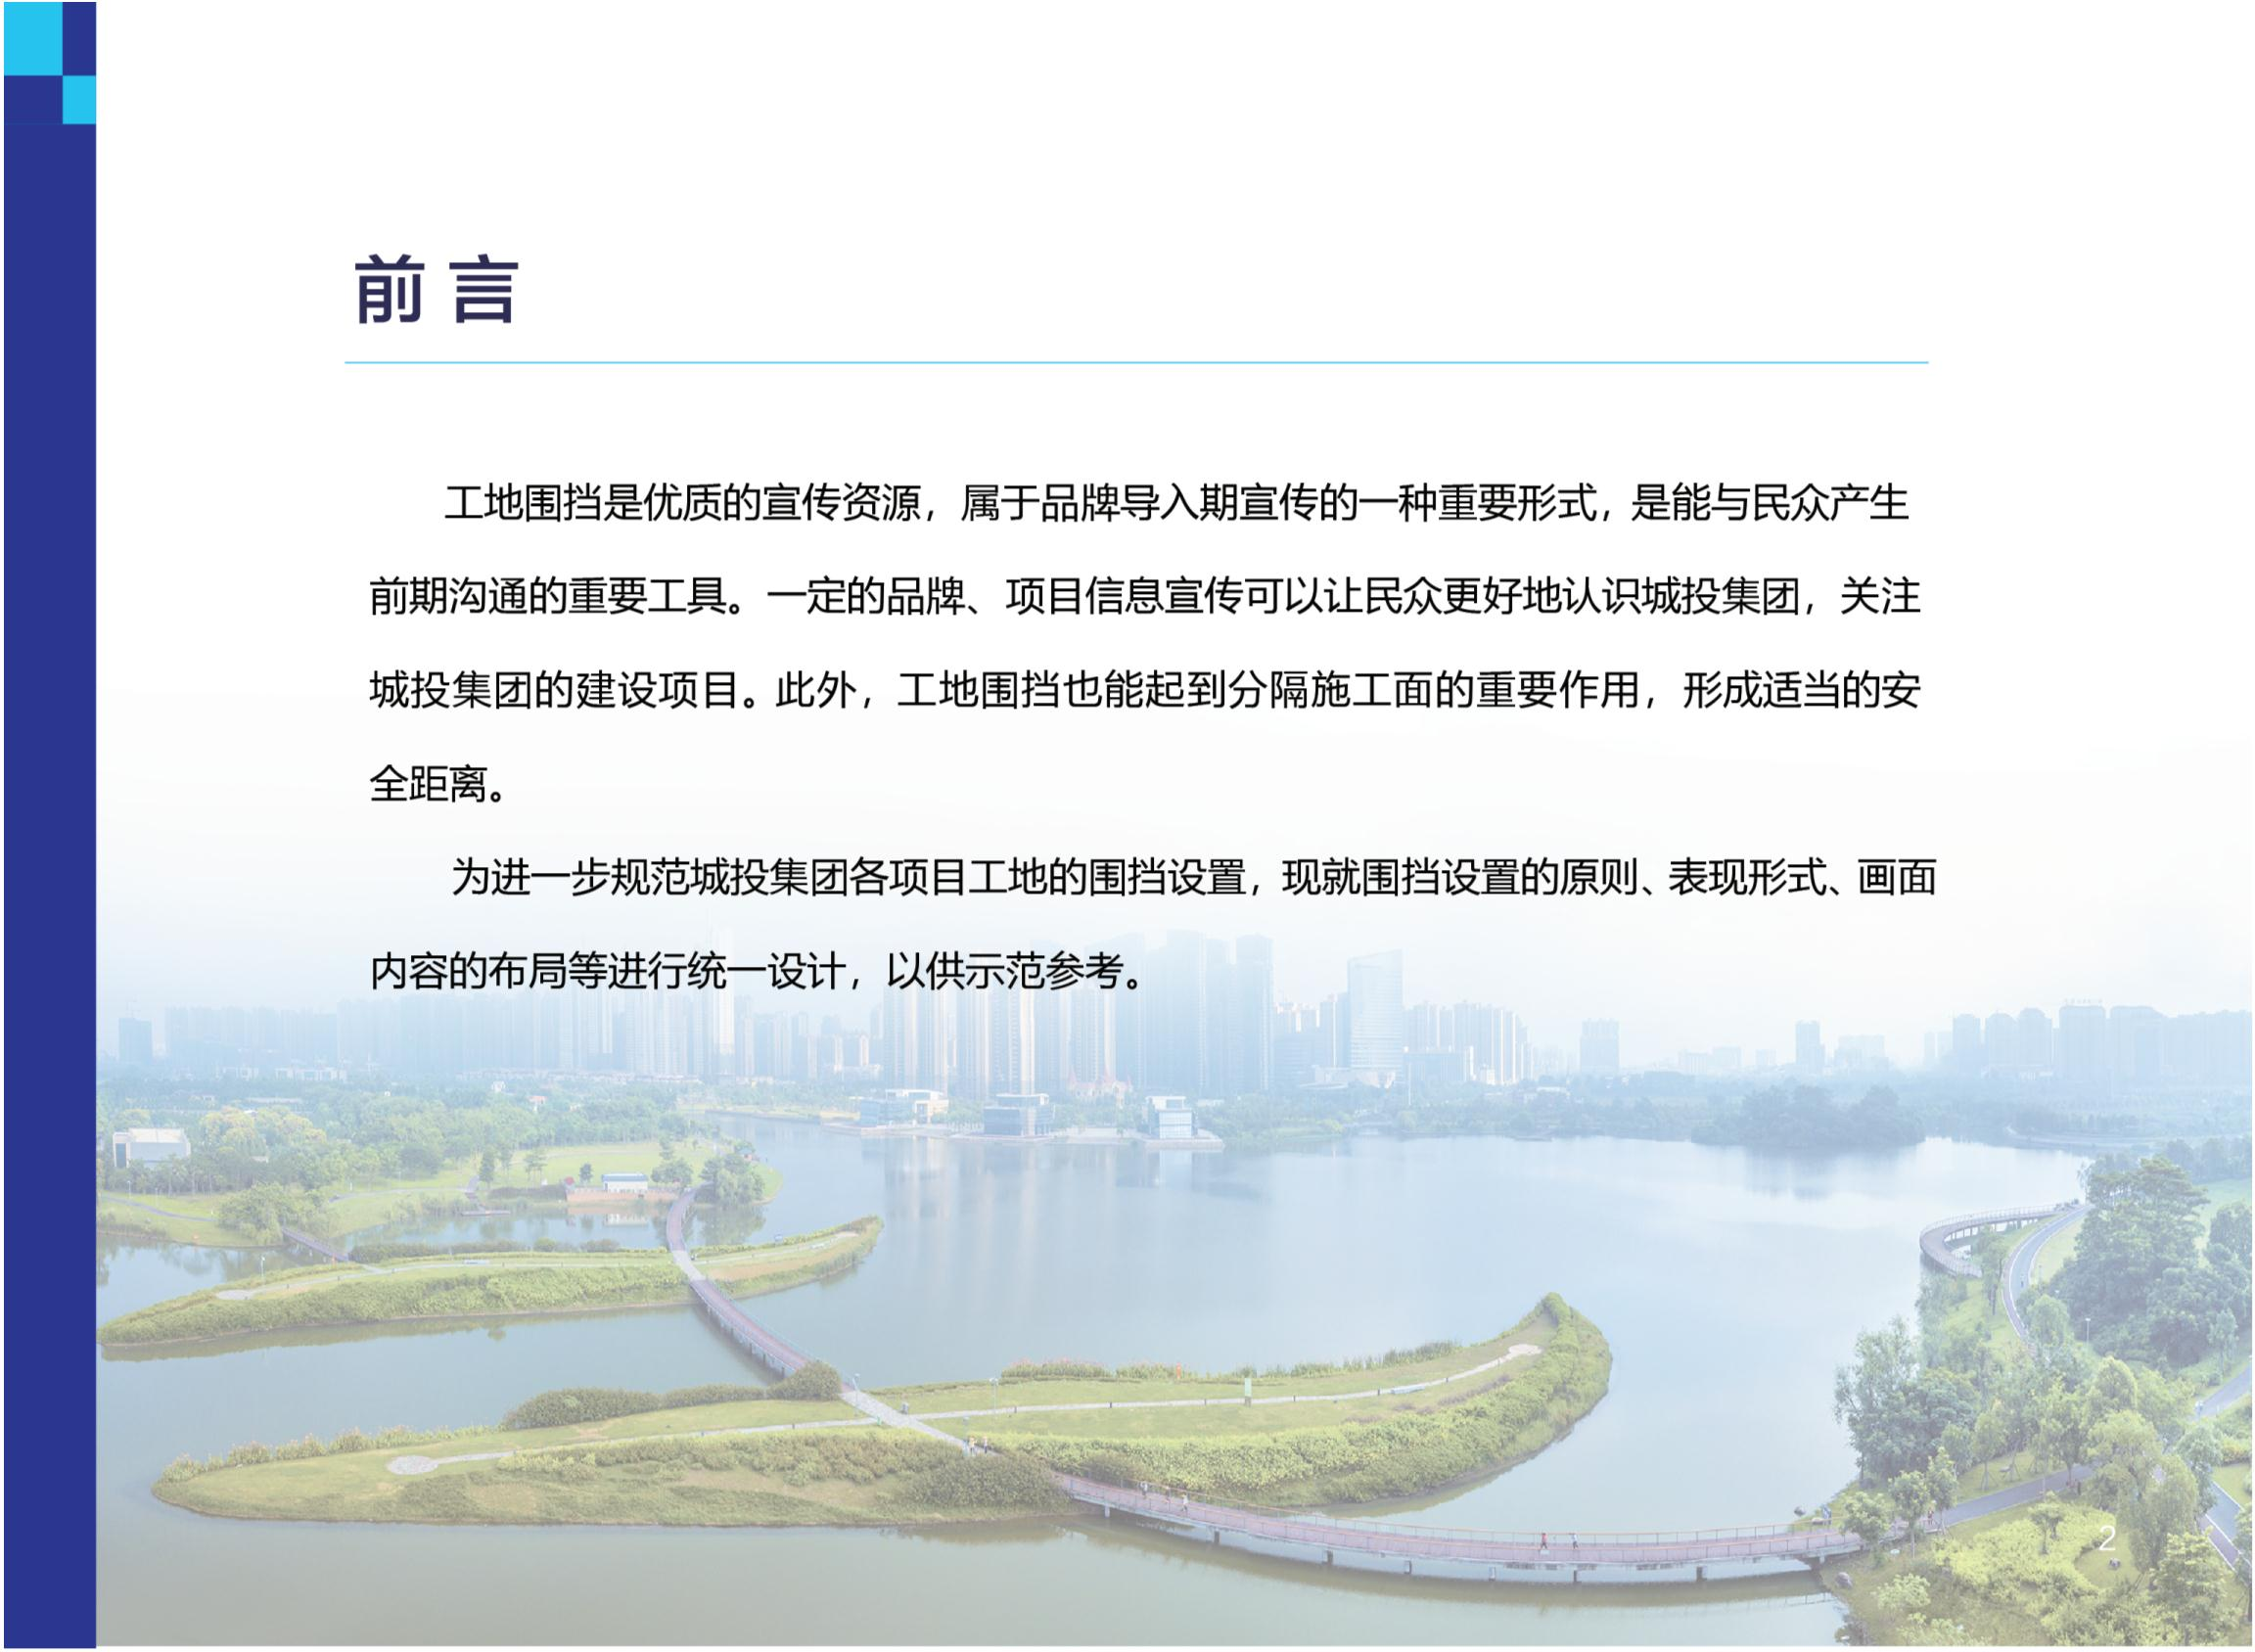 前言
工地围挡是优质的宣传资源，属于品牌导入期宣传的一种重要形式，是能与民众产生
前期沟通的重要工具。一定的品牌、项目信息宣传可以让民众更好地认识城投集团，关注
城投集团的建设项目。此外，工地围挡也能起到分隔施工面的重要作用，形成适当的安
全距离。
为进一步规范城投集团各项目工地的围挡设置，现就围挡设置的原则、表现形式、画面
内容的布局等进行统一设计，以供示范参考。
2